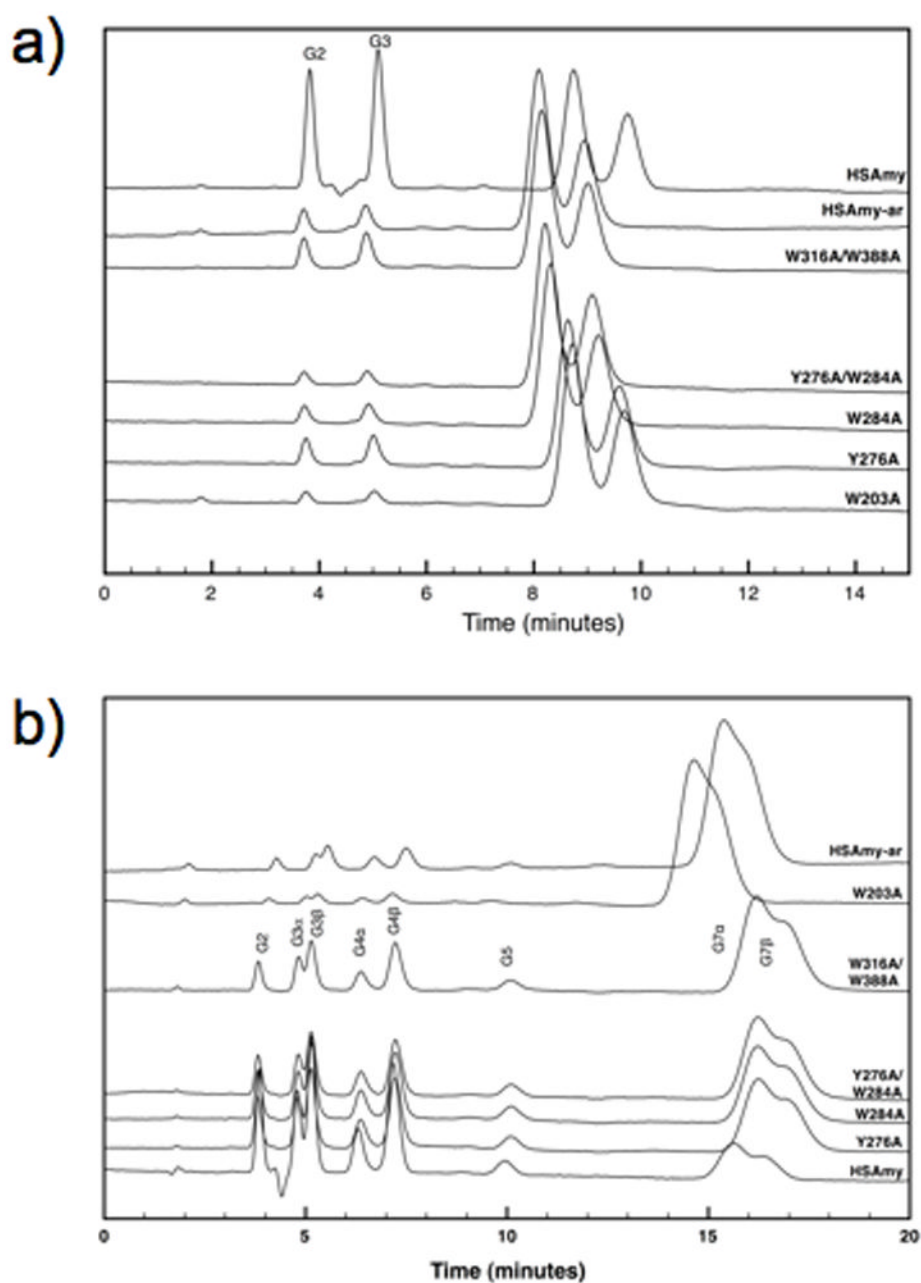 a)
G2
G3
HSAmy
HSAmy-ar
W316A/W388A
Y276A/W284A
W284A
Y276A
W203A
0 2 4 6 8 10 12 14
Time (minutes)
b)
HSAmy-ar
W203A
G2
G3α
G3β
G4α
G4β
G5
G7α
G7β
W316A/
W388A
Y276A/
W284A
W284A
Y276A
HSAmy
0 5 10 15 20
Time (minutes)